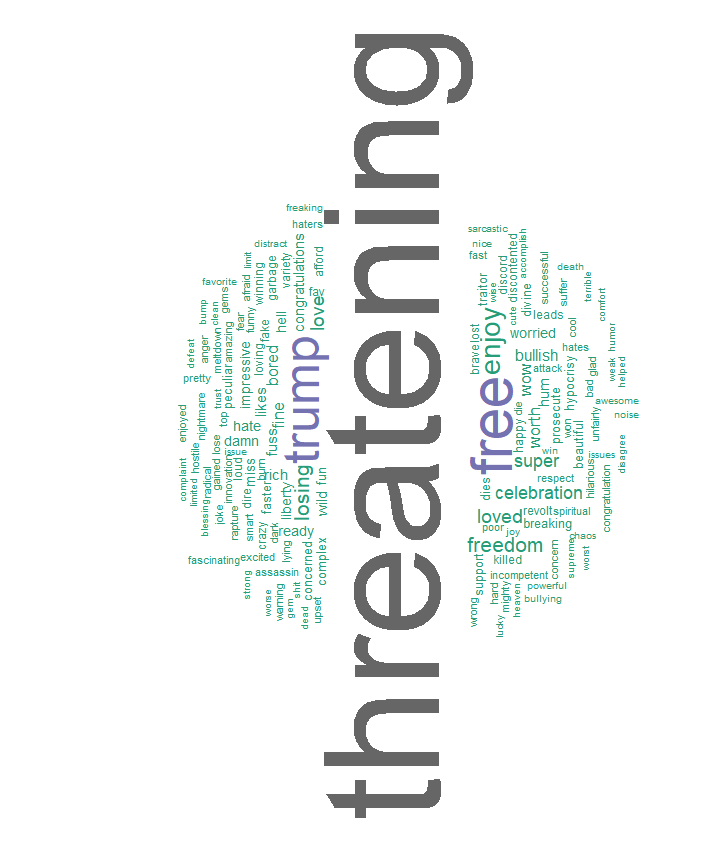 threatening
trump
free
enjoy
love
losing
freedom
loved
celebration
super
freaking
haters
distract
congratulations
variety
afford
limit
favorite
afraid
winning
garbage
fav
gems
bump
clean
fear
funny
fake
hell
defeat
anger
meltdown
amazing
peculiar
impressive
loving
bored
pretty
trust
likes
fine
enjoyed
nightmare
top
hate
fuss
damn
issue
complaint
limited
hostile
radical
gained
lose
loud
miss
burn
rich
blessing
joke
innovation
dire
faster
liberty
wild
fun
rapture
smart
crazy
dark
ready
lying
fascinating
excited
assassin
concerned
complex
strong
worse
warning
gem
shit
dead
upset
sarcastic
nice
fast
traitor
wise
discord
discontented
accomplish
successful
death
suffer
terrible
comfort
cute
divine
leads
cool
lost
brave
worried
humor
bullish
hates
attack
wow
hypocrisy
bad
glad
weak
helped
hum
worth
happy
die
prosecute
won
win
beautiful
unfairly
awesome
noise
disagree
issues
hilarious
congratulation
respect
dies
revolt
spiritual
poor
joy
breaking
chaos
killed
concern
supreme
worst
support
incompetent
powerful
wrong
hard
mighty
heaven
bullying
lucky